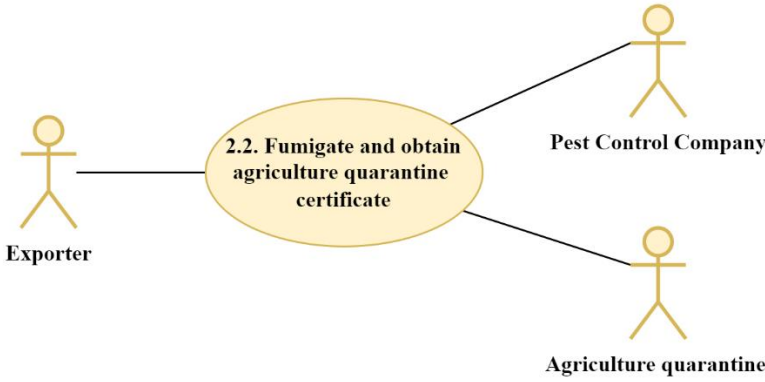 Pest Control Company
2.2. Fumigate and obtain
agriculture quarantine
certificate
Exporter
Agriculture quarantine